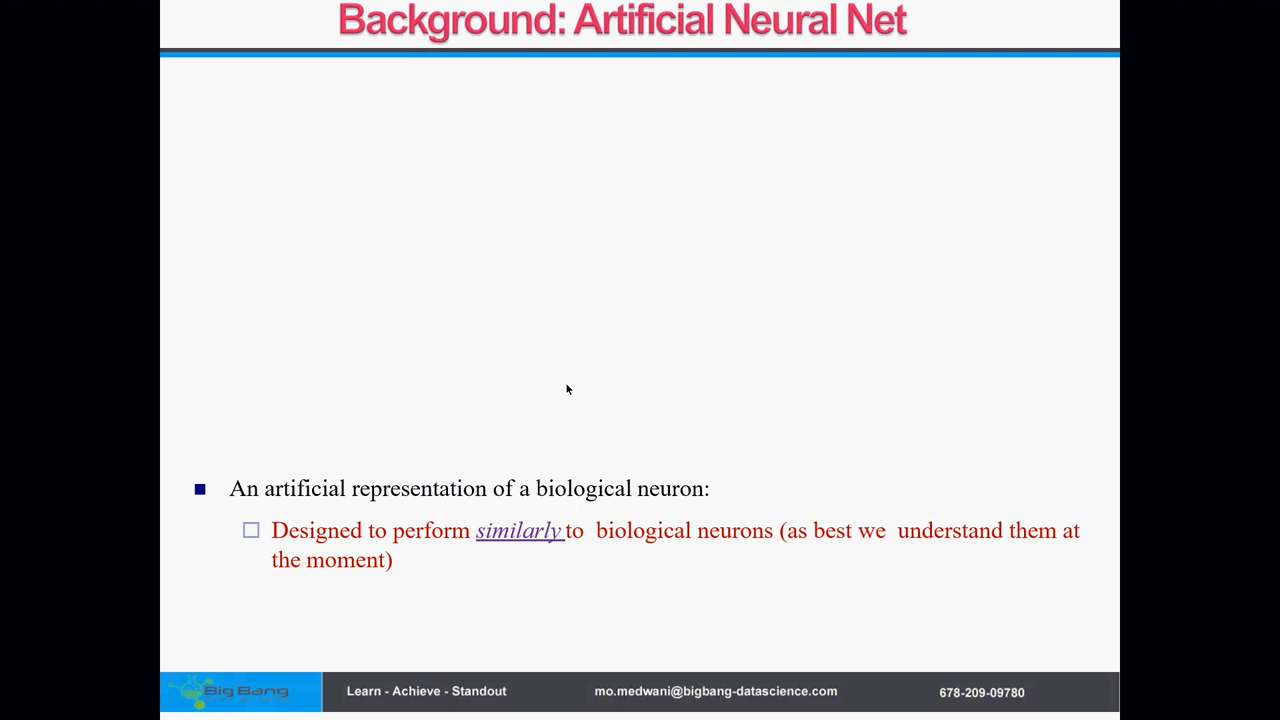 Background: Artificial Neural Net
An artificial representation of a biological neuron:
Designed to perform similarly to biological neurons (as best we understand them at
the moment)
Big Bang
Learn - Achieve - Standout
mo.medwani@bigbang-datascience.com
678-209-09780